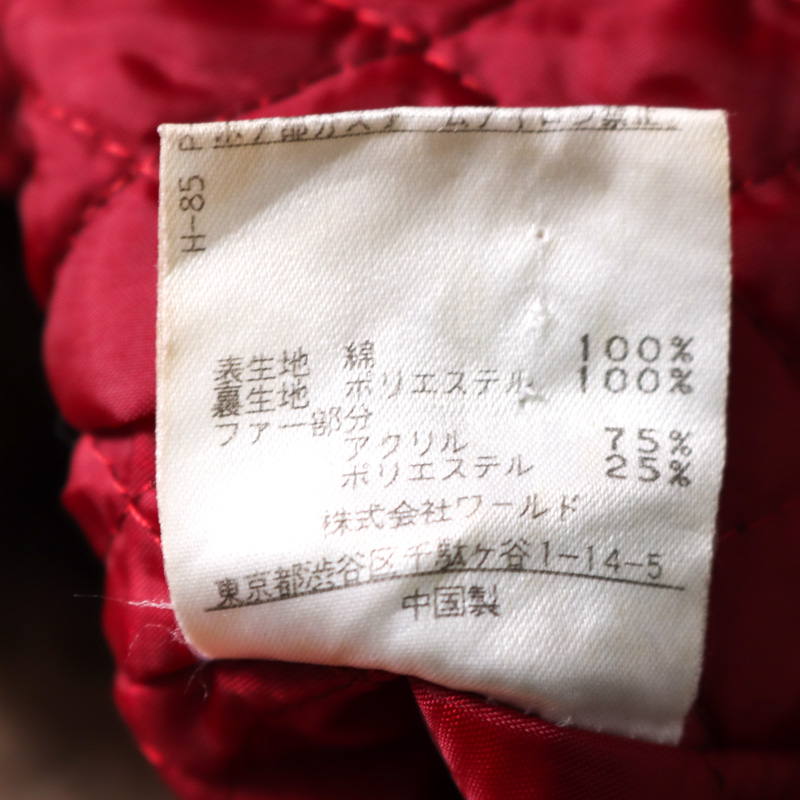 H-85 P
表生地 綿 100%
裏生地 ポリエステル 100%
ファー部分
アクリル 75%
ポリエステル 25%
株式会社ワールド
東京都渋谷区千駄ケ谷1-14-5
中国製